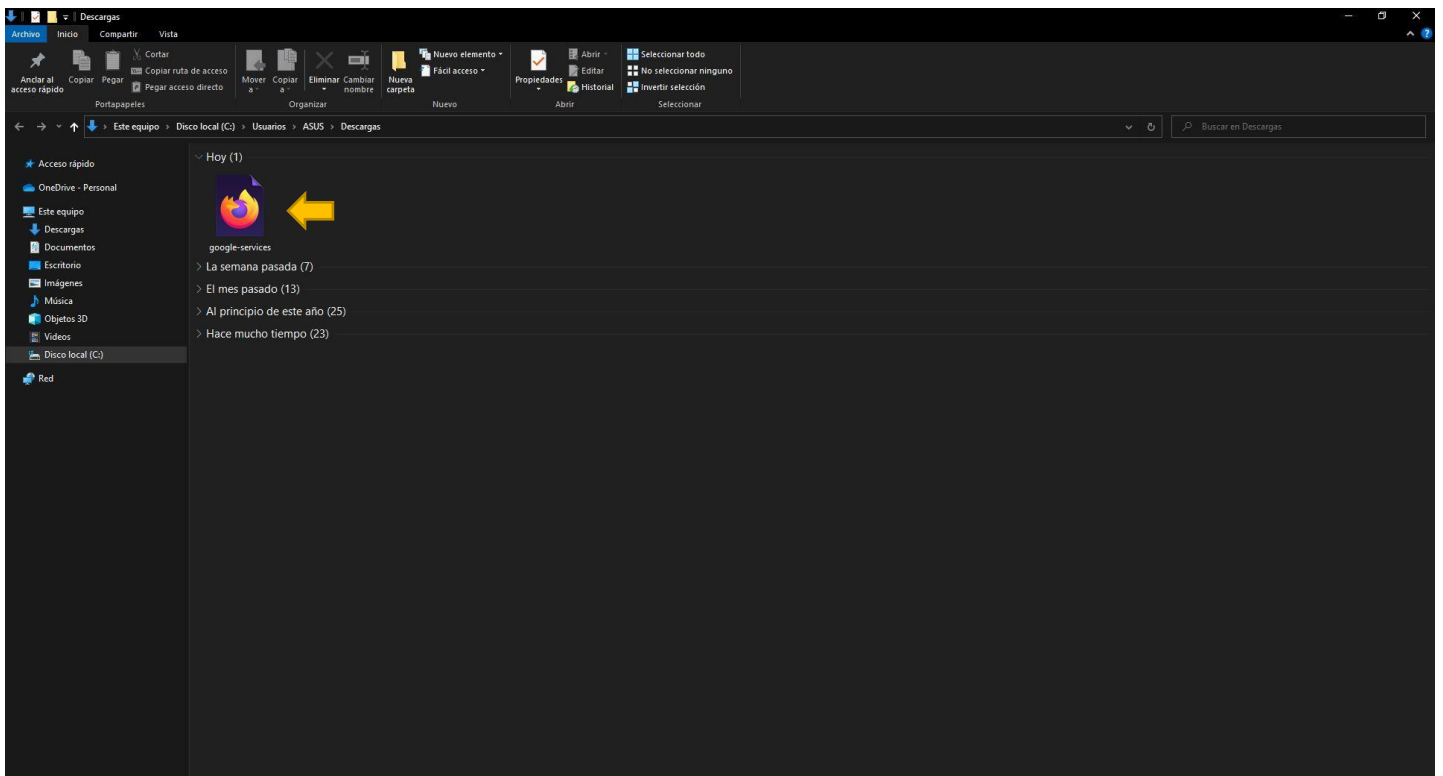 Descargas
Archivo Inicio Compartir Vista
Anclar al acceso rápido
Copiar
Pegar
Cortar
Copiar ruta de acceso
Pegar acceso directo
Portapapeles
Mover a
Copiar a
Eliminar
Cambiar nombre
Organizar
Nueva carpeta
Nuevo elemento
Fácil acceso
Nuevo
Propiedades
Abrir
Editar
Historial
Abrir
Seleccionar todo
No seleccionar ninguno
Invertir selección
Seleccionar
Este equipo > Disco local (C:) > Usuarios > ASUS > Descargas
Buscar en Descargas
Acceso rápido
OneDrive - Personal
Este equipo
Descargas
Documentos
Escritorio
Imágenes
Música
Objetos 3D
Videos
Disco local (C:)
Red
Hoy (1)
google-services
La semana pasada (7)
El mes pasado (13)
Al principio de este año (25)
Hace mucho tiempo (23)